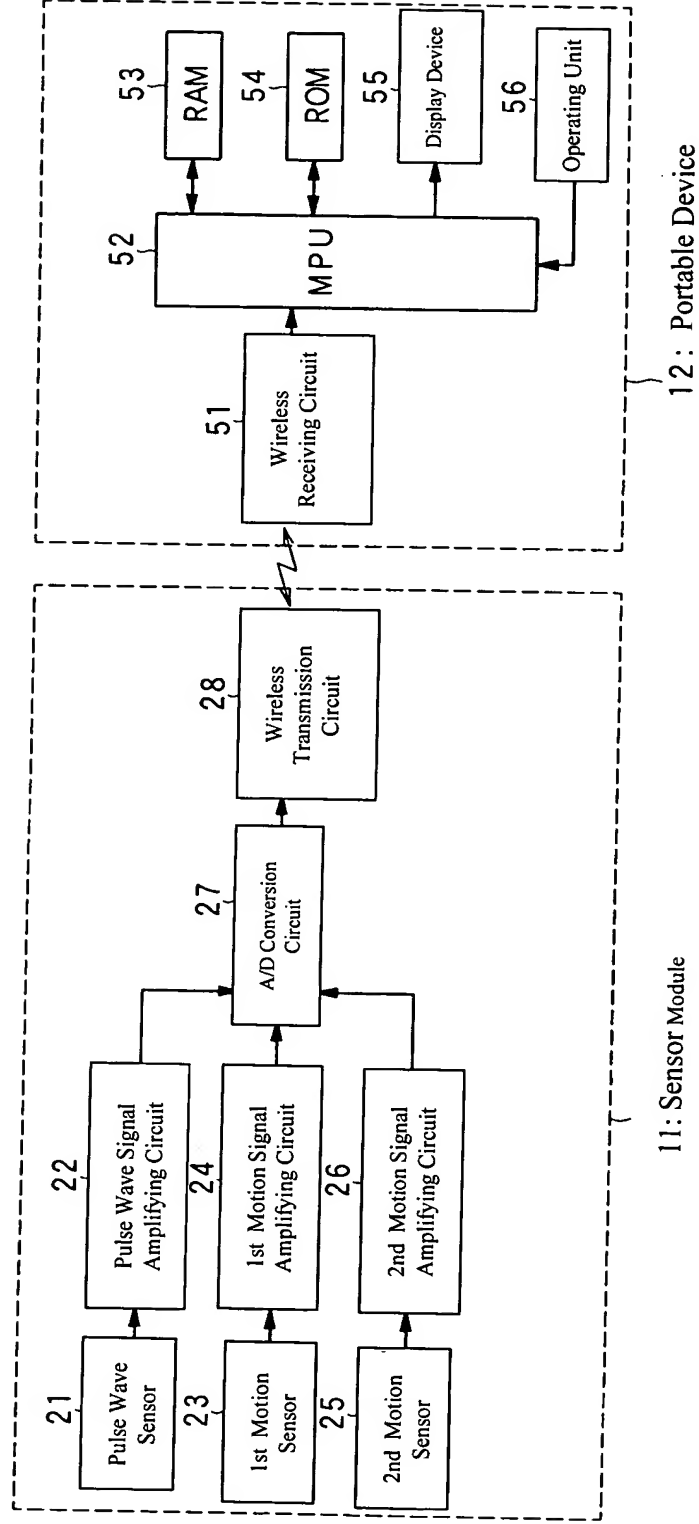 21
Pulse Wave
Sensor
22
Pulse Wave Signal
Amplifying Circuit
23
1st Motion
Sensor
24
1st Motion Signal
Amplifying Circuit
25
2nd Motion
Sensor
26
2nd Motion Signal
Amplifying Circuit
27
A/D Conversion
Circuit
28
Wireless
Transmission
Circuit
11: Sensor Module
51
Wireless
Receiving Circuit
52
MPU
53
RAM
54
ROM
55
Display Device
56
Operating Unit
12: Portable Device